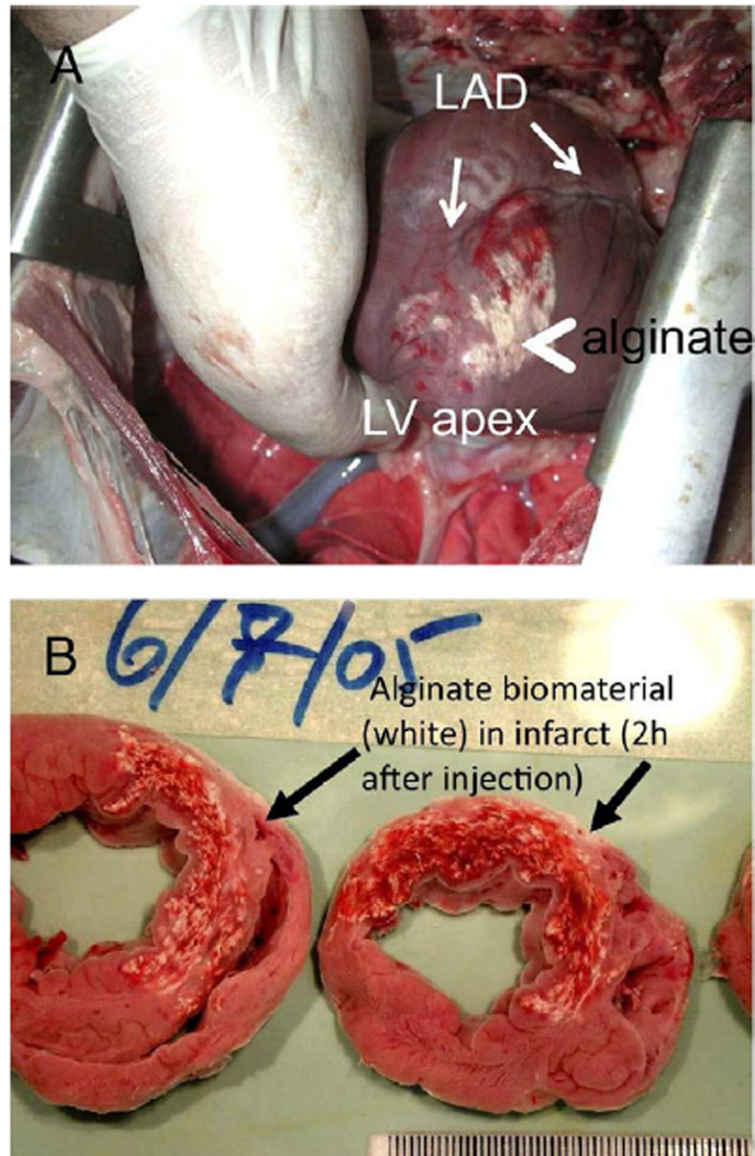 A
LAD
alginate
LV apex
B
6/7/05
Alginate biomaterial
(white) in infarct (2h
after injection)